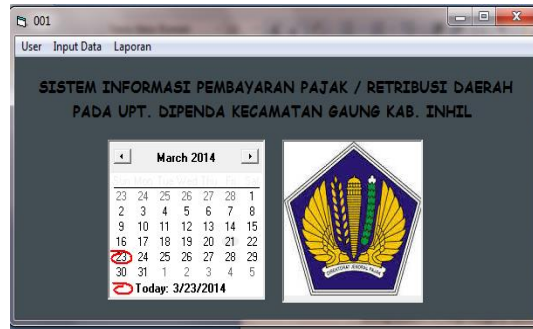 001
User Input Data Laporan
SISTEM INFORMASI PEMBAYARAN PAJAK / RETRIBUSI DAERAH
PADA UPT. DIPENDA KECAMATAN GAUNG KAB. INHIL
March 2014
23 24 25 26 27 28 1
2 3 4 5 6 7 8
9 10 11 12 13 14 15
16 17 18 19 20 21 22
23 24 25 26 27 28 29
30 31 1 2 3 4 5
Today: 3/23/2014
DIREKTORAT JENDERAL PAJAK